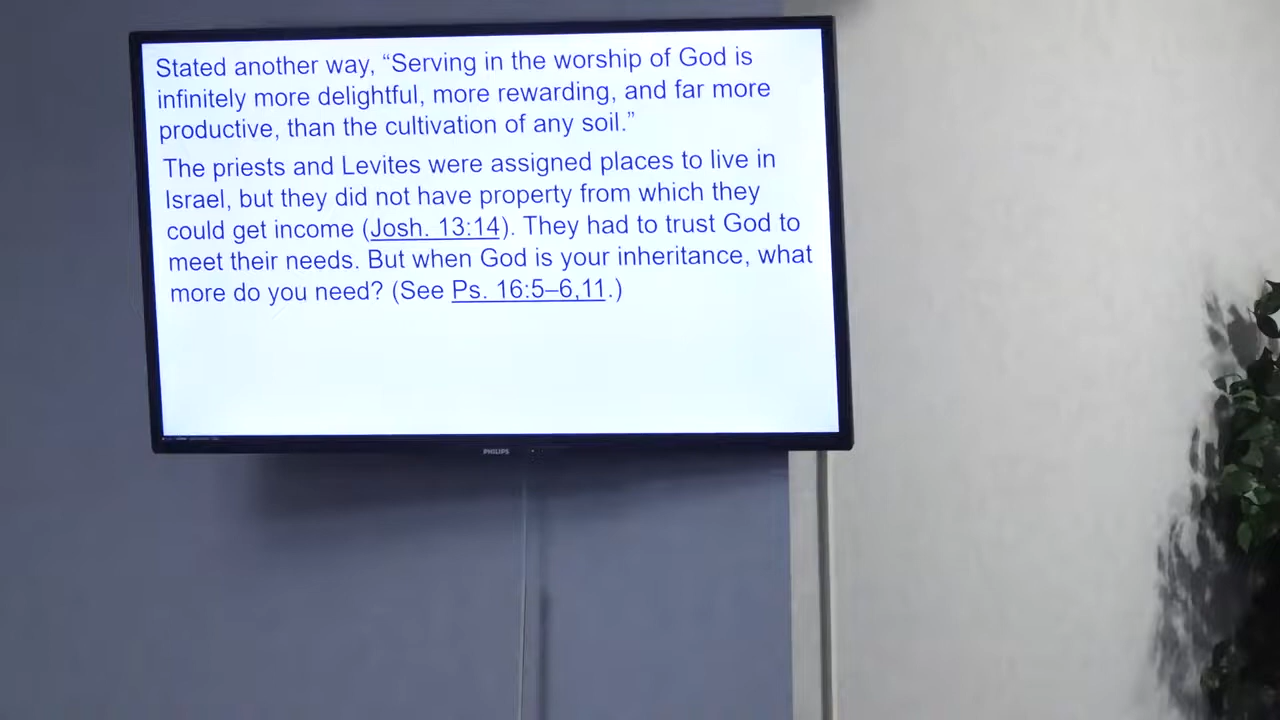 Stated another way, “Serving in the worship of God is
infinitely more delightful, more rewarding, and far more
productive, than the cultivation of any soil.”
The priests and Levites were assigned places to live in
Israel, but they did not have property from which they
could get income (Josh. 13:14). They had to trust God to
meet their needs. But when God is your inheritance, what
more do you need? (See Ps. 16:5–6,11.)
PHILIPS